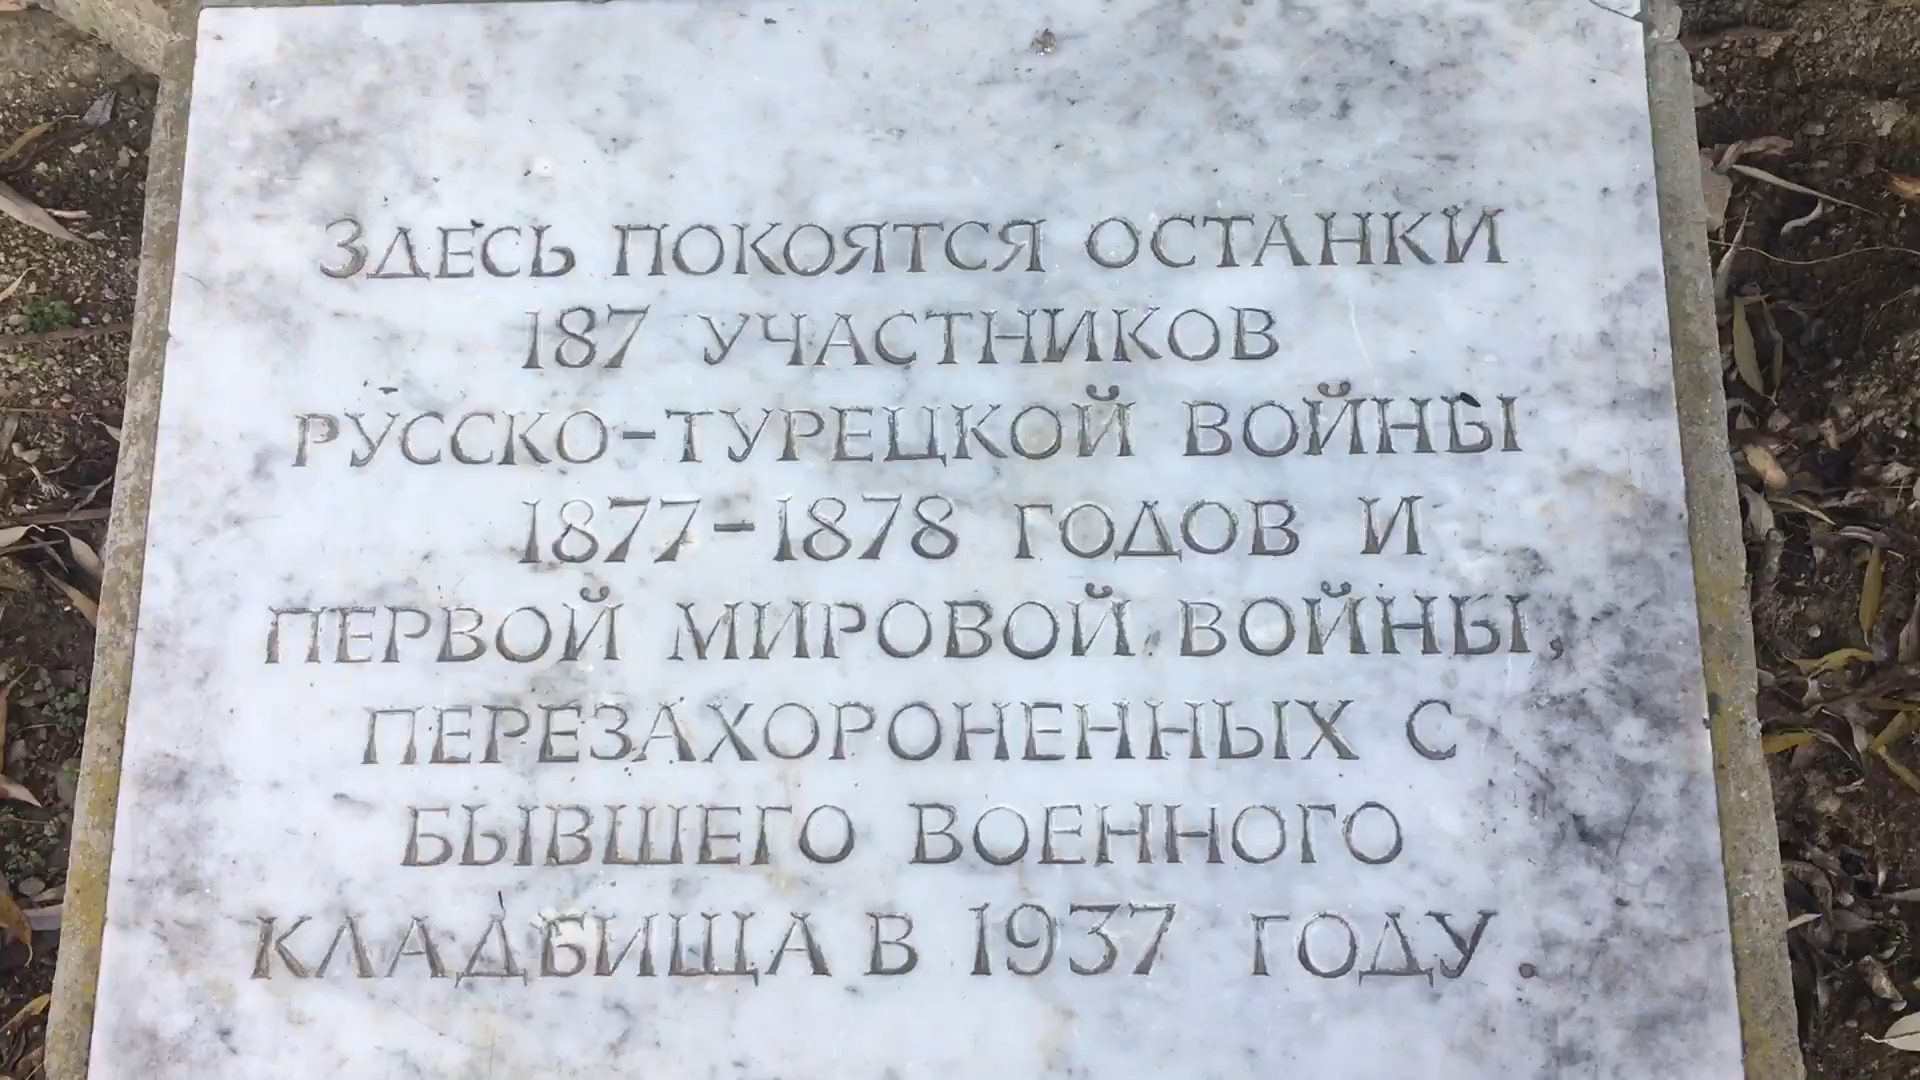 Здесь покоятся останки
187 участников
русско-турецкой войны
1877-1878 годов и
первой мировой войны,
перезахороненных с
бывшего военного
кладбища в 1937 году.